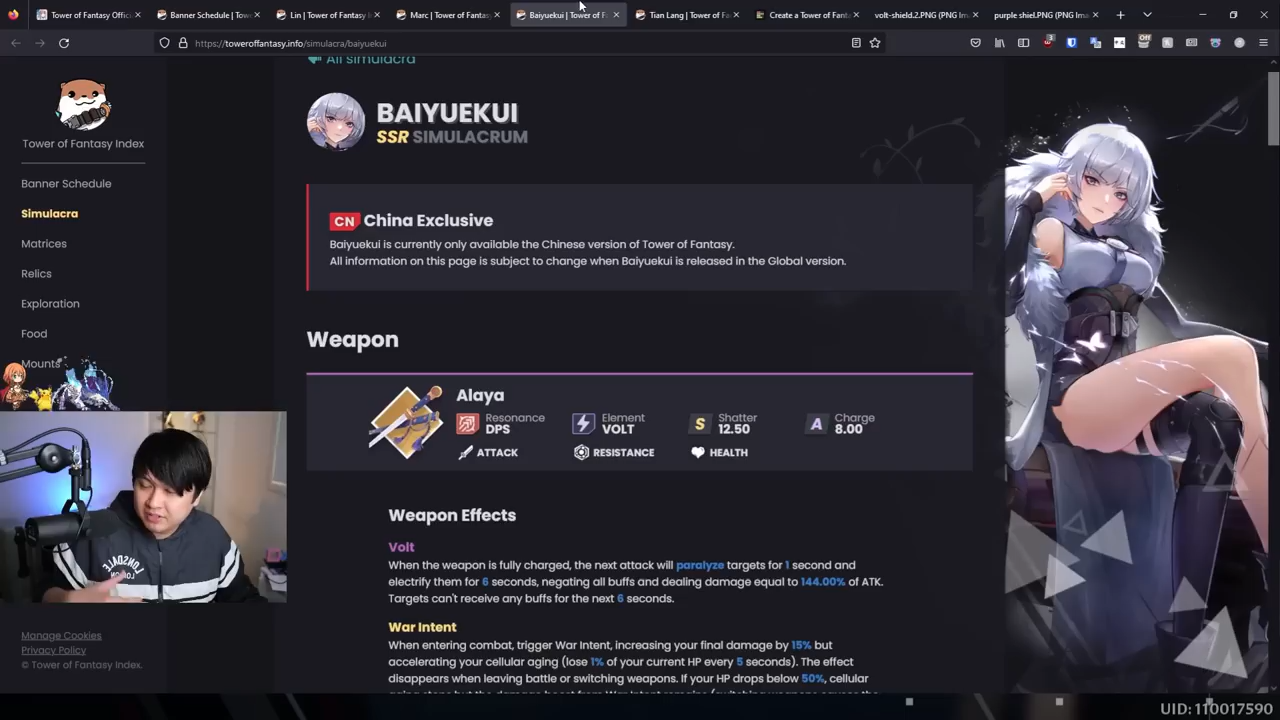 Tower of Fantasy Offici
Banner Schedule | Towe
Lin | Tower of Fantasy I
Marc | Tower of Fantasy
Baiyuekui | Tower of F
Tian Lang | Tower of Fa
Create a Tower of Fanta
volt-shield.2.PNG (PNG Im
purple shiel.PNG (PNG Ima
https://toweroffantasy.info/simulacra/baiyuekui
Off
3
All simulacra
BAIYUEKUI
SSR SIMULACRUM
Tower of Fantasy Index
Banner Schedule
Simulacra
Matrices
Relics
Exploration
Food
Mounts
CN China Exclusive
Baiyuekui is currently only available the Chinese version of Tower of Fantasy.
All information on this page is subject to change when Baiyuekui is released in the Global version.
Weapon
Alaya
Resonance
DPS
Element
VOLT
S
Shatter
12.50
A
Charge
8.00
ATTACK
RESISTANCE
HEALTH
Weapon Effects
Volt
When the weapon is fully charged, the next attack will paralyze targets for 1 second and
electrify them for 6 seconds, negating all buffs and dealing damage equal to 144.00% of ATK.
Targets can't receive any buffs for the next 6 seconds.
War Intent
When entering combat, trigger War Intent, increasing your final damage by 15% but
accelerating your cellular aging (lose 1% of your current HP every 5 seconds). The effect
disappears when leaving battle or switching weapons. If your HP drops below 50%, cellular
LONSDALE
LONDON
Manage Cookies
Privacy Policy
© Tower of Fantasy Index.
UID: 110017590